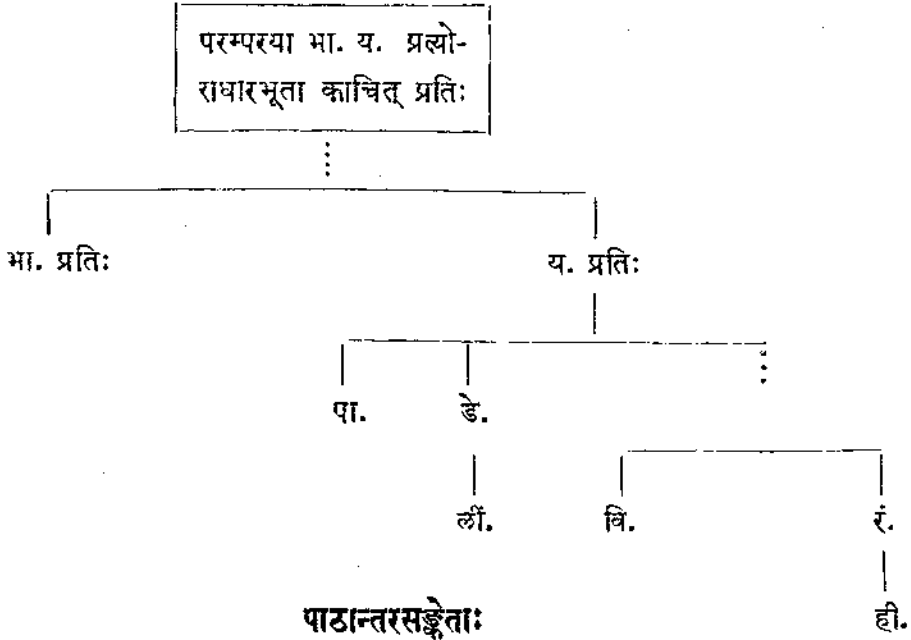 परम्परया भा. य. प्रत्यो-
राधारभूता काचित् प्रतिः
भा. प्रतिः
य. प्रतिः
पा.
डे.
लीं.
वि.
रं.
ही.
पाठान्तरसङ्केताः